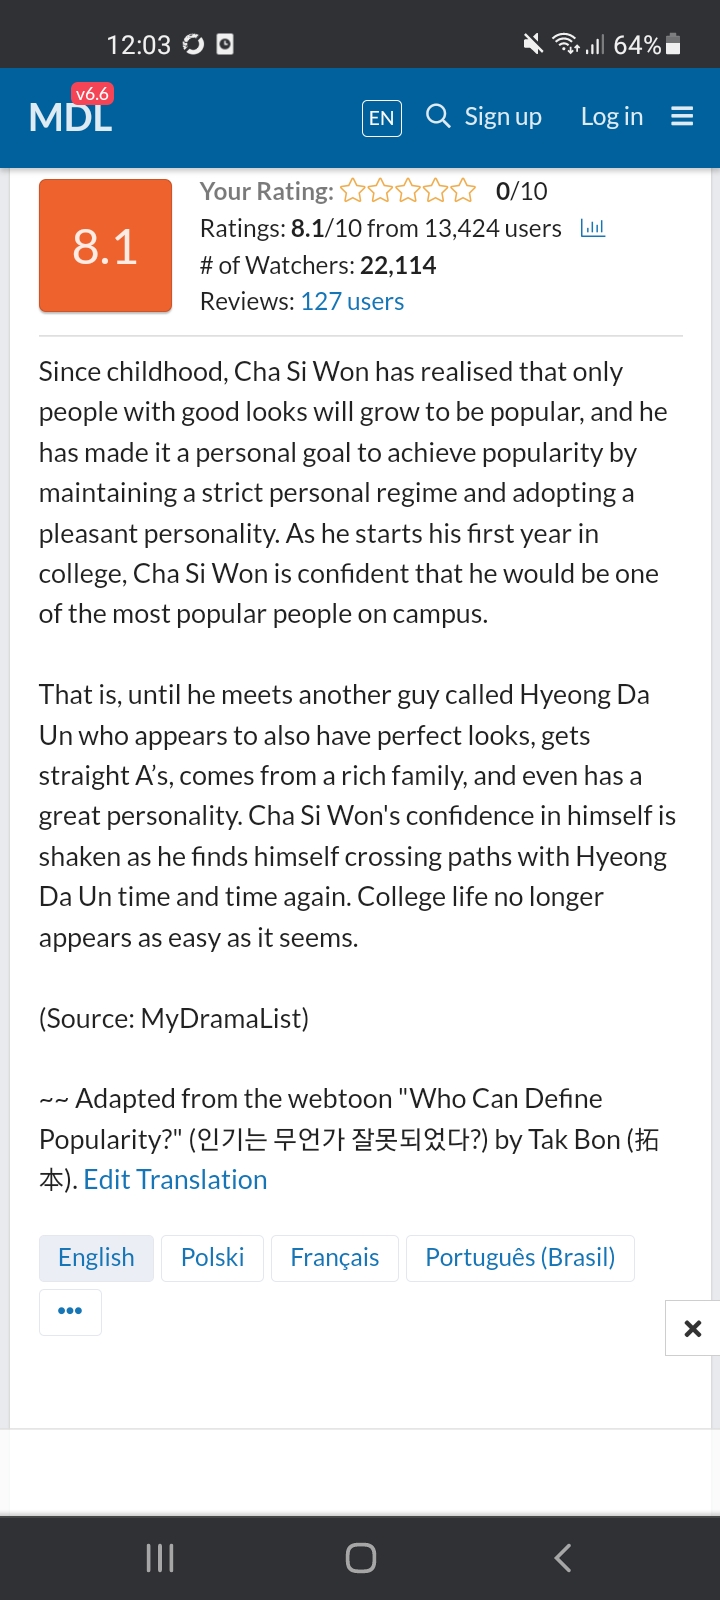 12:03
64%
MDL
v6.6
EN
Sign up
Log in
8.1
Your Rating: 0/10
Ratings: 8.1/10 from 13,424 users
# of Watchers: 22,114
Reviews: 127 users
Since childhood, Cha Si Won has realised that only
people with good looks will grow to be popular, and he
has made it a personal goal to achieve popularity by
maintaining a strict personal regime and adopting a
pleasant personality. As he starts his first year in
college, Cha Si Won is confident that he would be one
of the most popular people on campus.
That is, until he meets another guy called Hyeong Da
Un who appears to also have perfect looks, gets
straight A’s, comes from a rich family, and even has a
great personality. Cha Si Won's confidence in himself is
shaken as he finds himself crossing paths with Hyeong
Da Un time and time again. College life no longer
appears as easy as it seems.
(Source: MyDramaList)
~~ Adapted from the webtoon "Who Can Define
Popularity?" (인기는 무언가 잘못되었다?) by Tak Bon (拓
本). Edit Translation
English
Polski
Français
Português (Brasil)